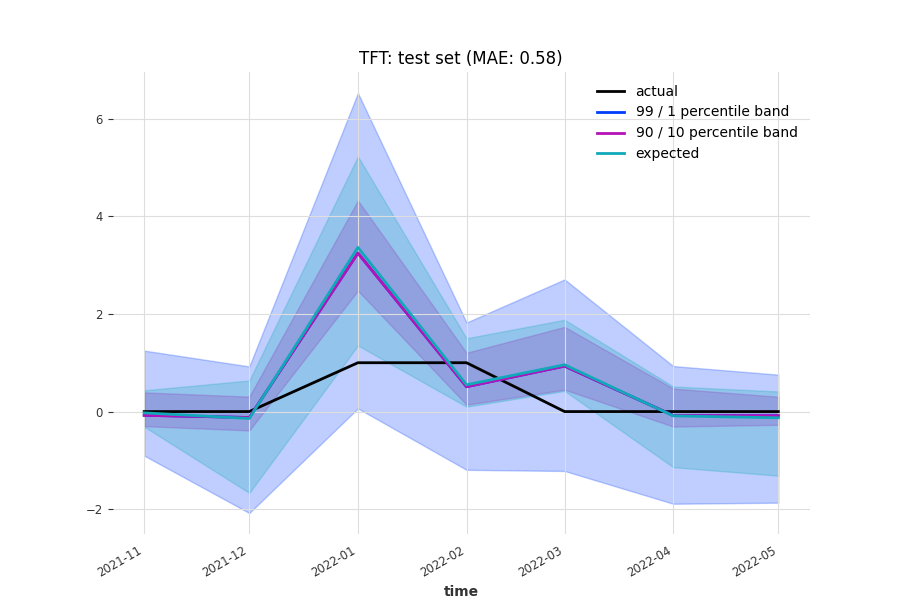 TFT: test set (MAE: 0.58)
actual
99 / 1 percentile band
90 / 10 percentile band
expected
6
4
2
0
−2
2021-11
2021-12
2022-01
2022-02
2022-03
2022-04
2022-05
time